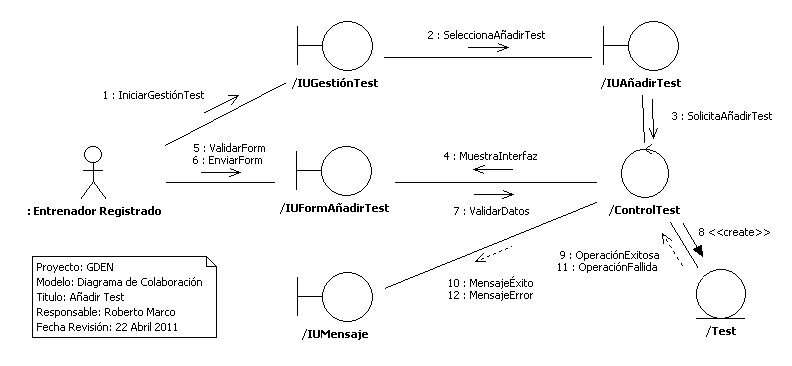 2 : SeleccionaAñadirTest
/IUGestiónTest
/IUAñadirTest
1 : IniciarGestiónTest
3 : SolicitaAñadirTest
5 : ValidarForm
6 : EnviarForm
4 : MuestraInterfaz
: Entrenador Registrado
/IUFormAñadirTest
7 : ValidarDatos
/ControlTest
8 <<create>>
9 : OperaciónExitosa
11 : OperaciónFallida
Proyecto: GDEN
Modelo: Diagrama de Colaboración
Titulo: Añadir Test
Responsable: Roberto Marco
Fecha Revisión: 22 Abril 2011
10 : MensajeÉxito
12 : MensajeError
/IUMensaje
/Test